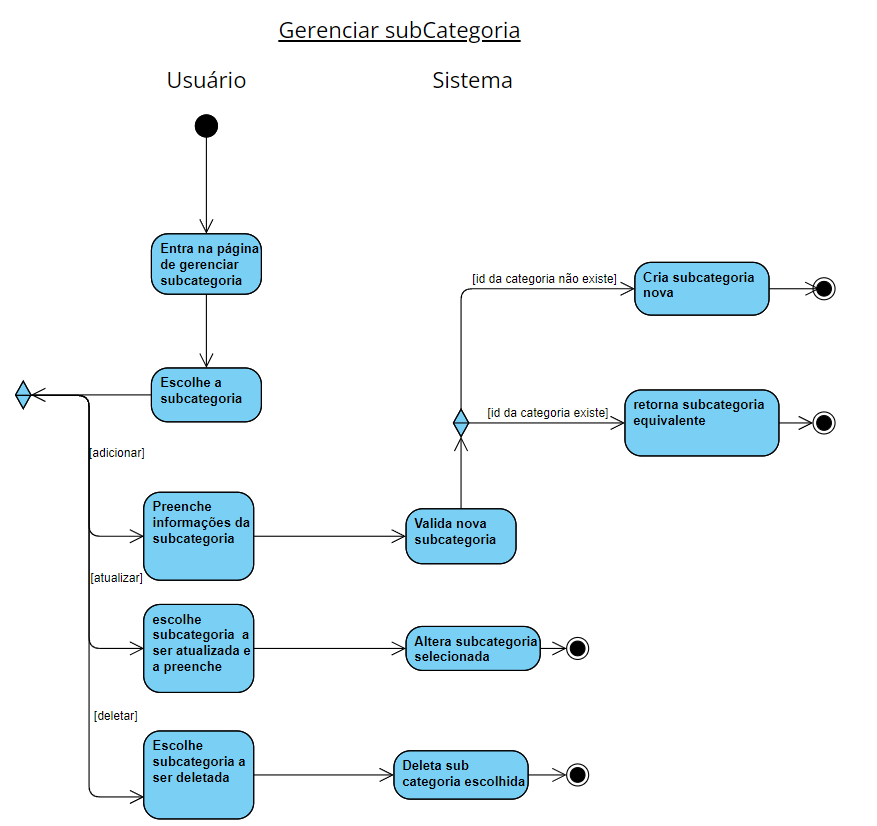 Gerenciar subCategoria
Usuário
Sistema
Entra na página
de gerenciar
subcategoria
[id da categoria não existe]
Cria subcategoria
nova
Escolhe a
subcategoria
[id da categoria existe]
retorna subcategoria
equivalente
[adicionar]
Preenche
informações da
subcategoria
Valida nova
subcategoria
[atualizar]
escolhe
subcategoria  a
ser atualizada e
a preenche
Altera subcategoria
selecionada
[deletar]
Escolhe
subcategoria a
ser deletada
Deleta sub
categoria escolhida